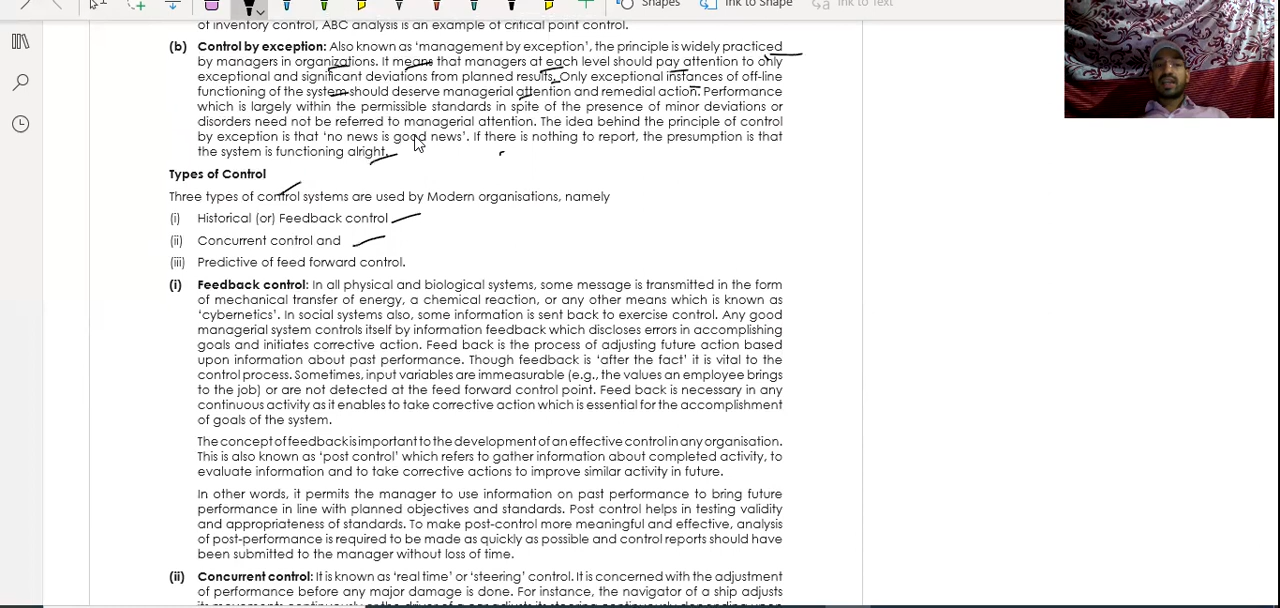 Shapes
Ink to Shape
Ink to Text
of inventory control, ABC analysis is an example of critical point control.
(b) Control by exception: Also known as ‘management by exception’, the principle is widely practiced
by managers in organizations. It means that managers at each level should pay attention to only
exceptional and significant deviations from planned results. Only exceptional instances of off-line
functioning of the system should deserve managerial attention and remedial action. Performance
which is largely within the permissible standards in spite of the presence of minor deviations or
disorders need not be referred to managerial attention. The idea behind the principle of control
by exception is that ‘no news is good news’. If there is nothing to report, the presumption is that
the system is functioning alright.
Types of Control
Three types of control systems are used by Modern organisations, namely
(i) Historical (or) Feedback control
(ii) Concurrent control and
(iii) Predictive of feed forward control.
(i) Feedback control: In all physical and biological systems, some message is transmitted in the form
of mechanical transfer of energy, a chemical reaction, or any other means which is known as
‘cybernetics’. In social systems also, some information is sent back to exercise control. Any good
managerial system controls itself by information feedback which discloses errors in accomplishing
goals and initiates corrective action. Feed back is the process of adjusting future action based
upon information about past performance. Though feedback is ‘after the fact’ it is vital to the
control process. Sometimes, input variables are immeasurable (e.g., the values an employee brings
to the job) or are not detected at the feed forward control point. Feed back is necessary in any
continuous activity as it enables to take corrective action which is essential for the accomplishment
of goals of the system.
The concept of feedback is important to the development of an effective control in any organisation.
This is also known as ‘post control’ which refers to gather information about completed activity, to
evaluate information and to take corrective actions to improve similar activity in future.
In other words, it permits the manager to use information on past performance to bring future
performance in line with planned objectives and standards. Post control helps in testing validity
and appropriateness of standards. To make post-control more meaningful and effective, analysis
of post-performance is required to be made as quickly as possible and control reports should have
been submitted to the manager without loss of time.
(ii) Concurrent control: It is known as ‘real time’ or ‘steering’ control. It is concerned with the adjustment
of performance before any major damage is done. For instance, the navigator of a ship adjusts